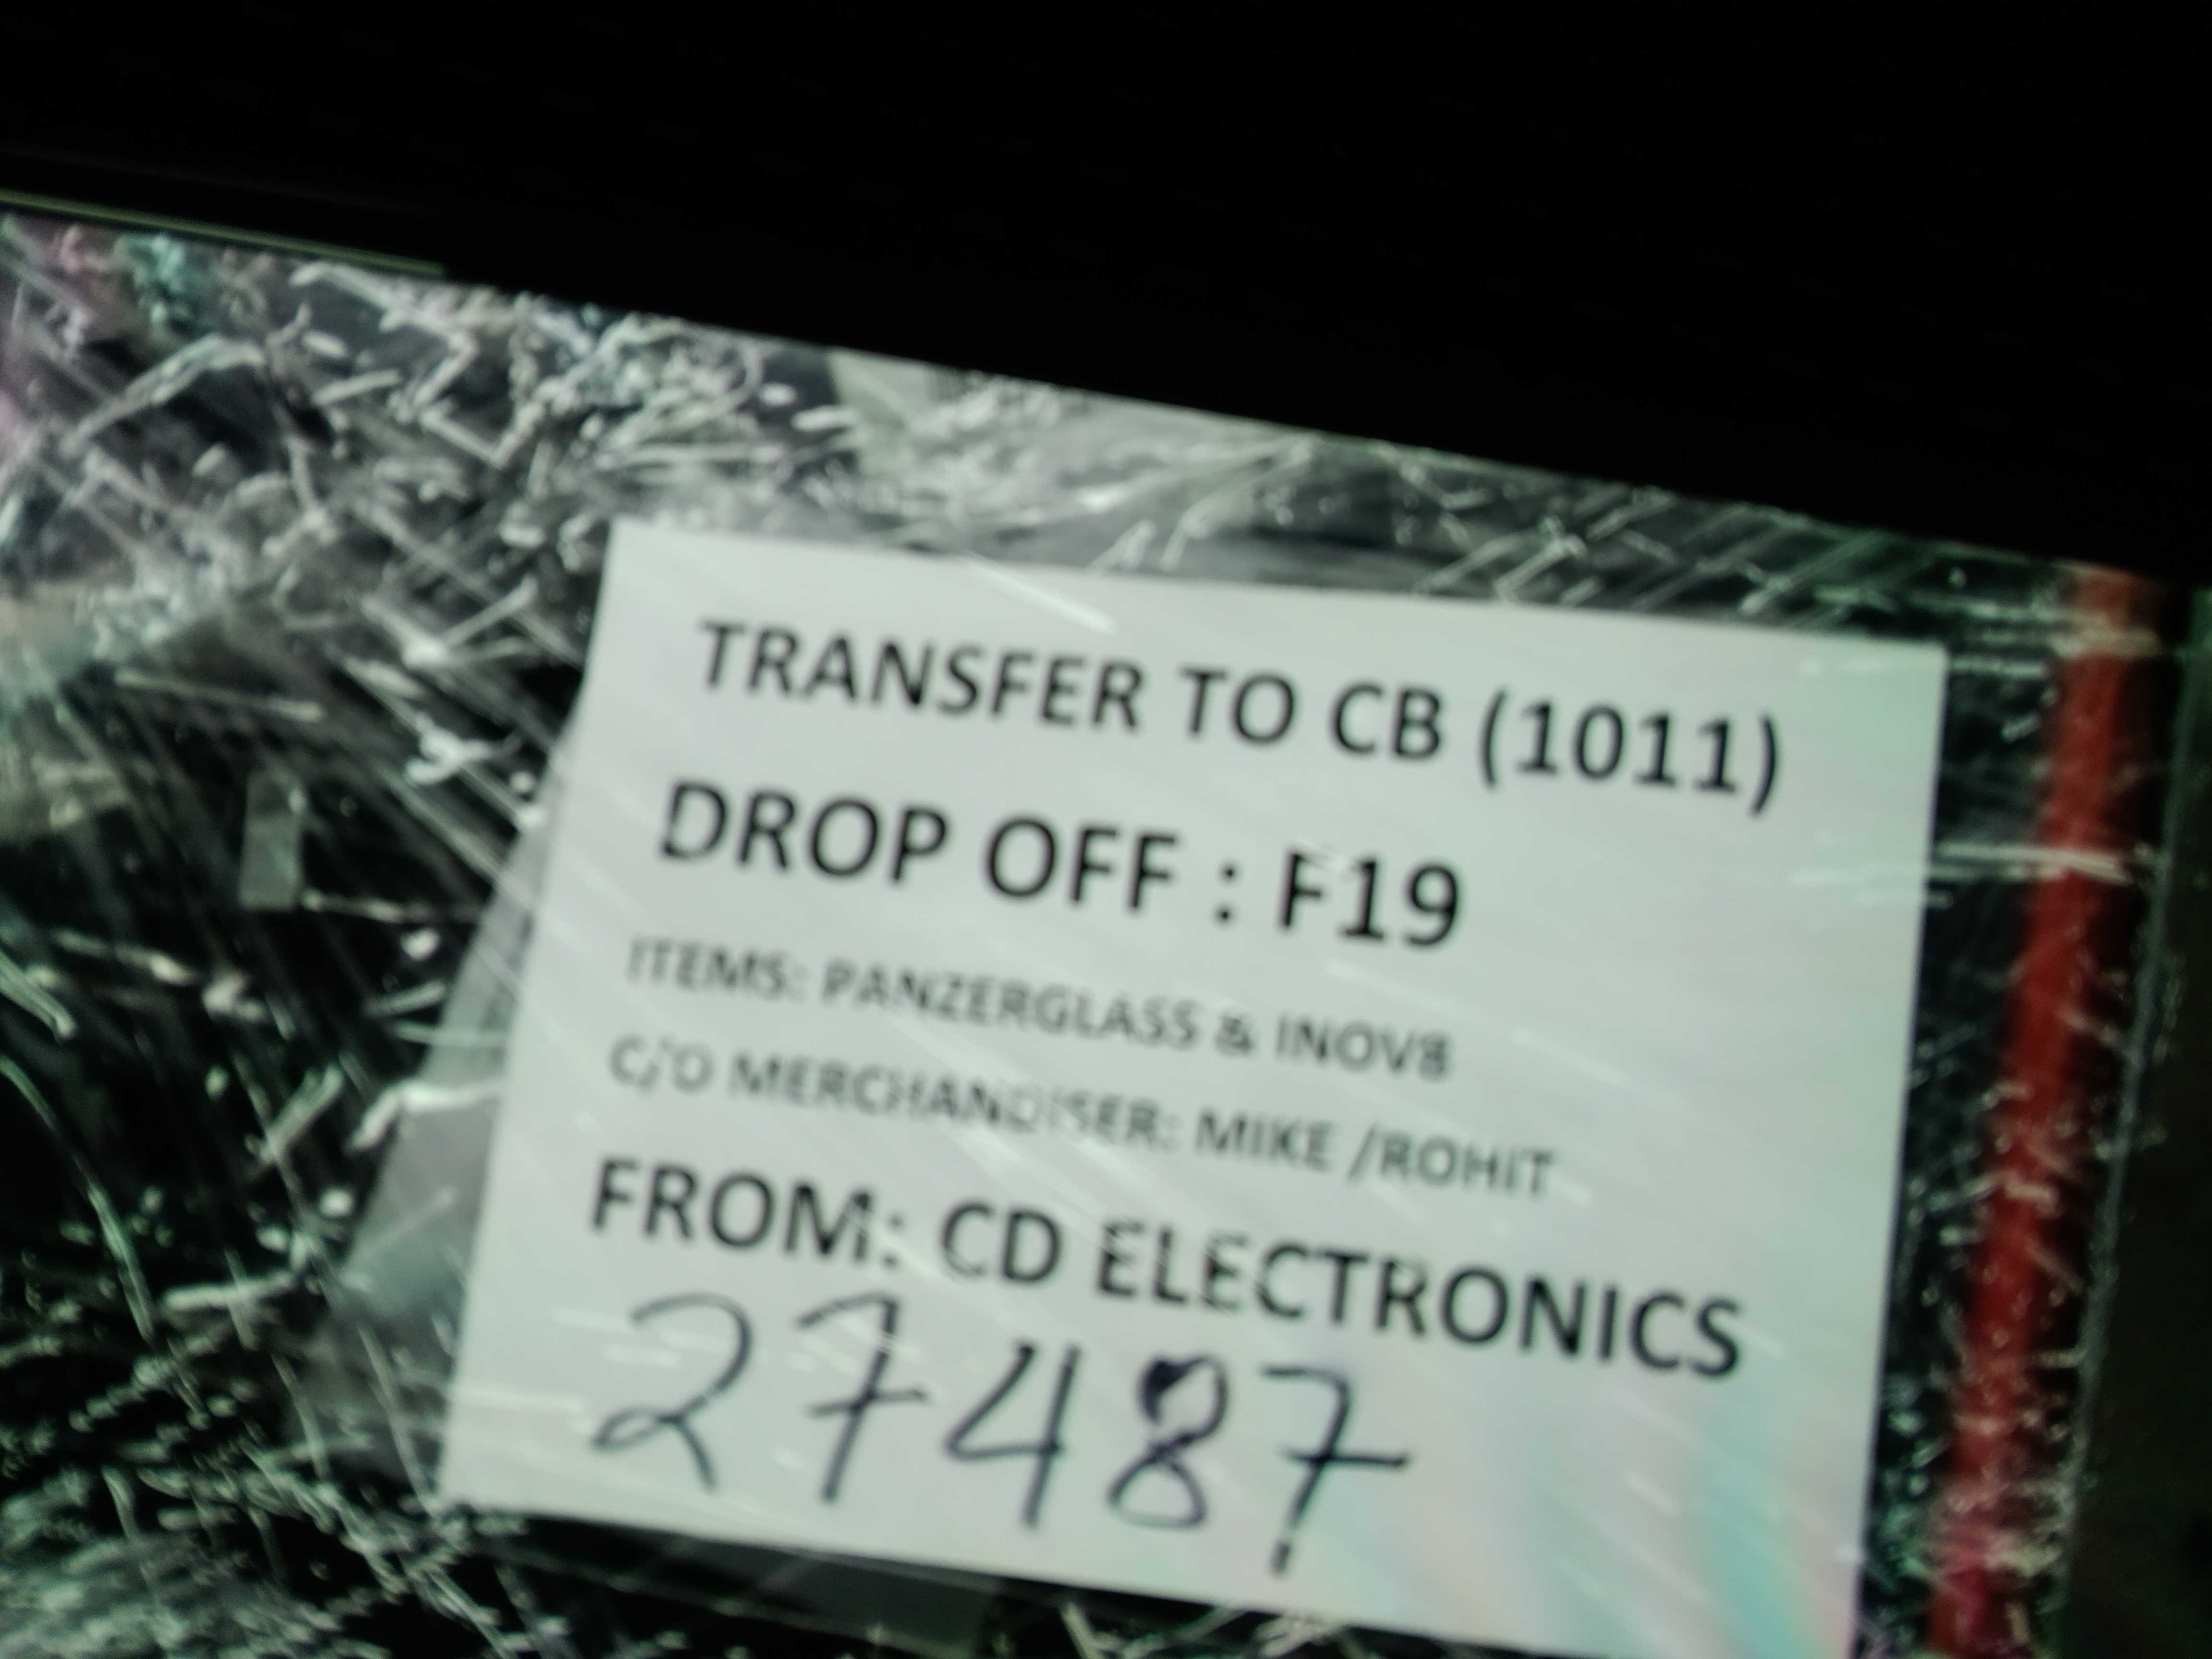 TRANSFER TO CB (1011)
DROP OFF : F19
ITEMS: PANZERGLASS & INOV8
C/O MERCHANDISER: MIKE /ROHIT
FROM: CD ELECTRONICS
27487